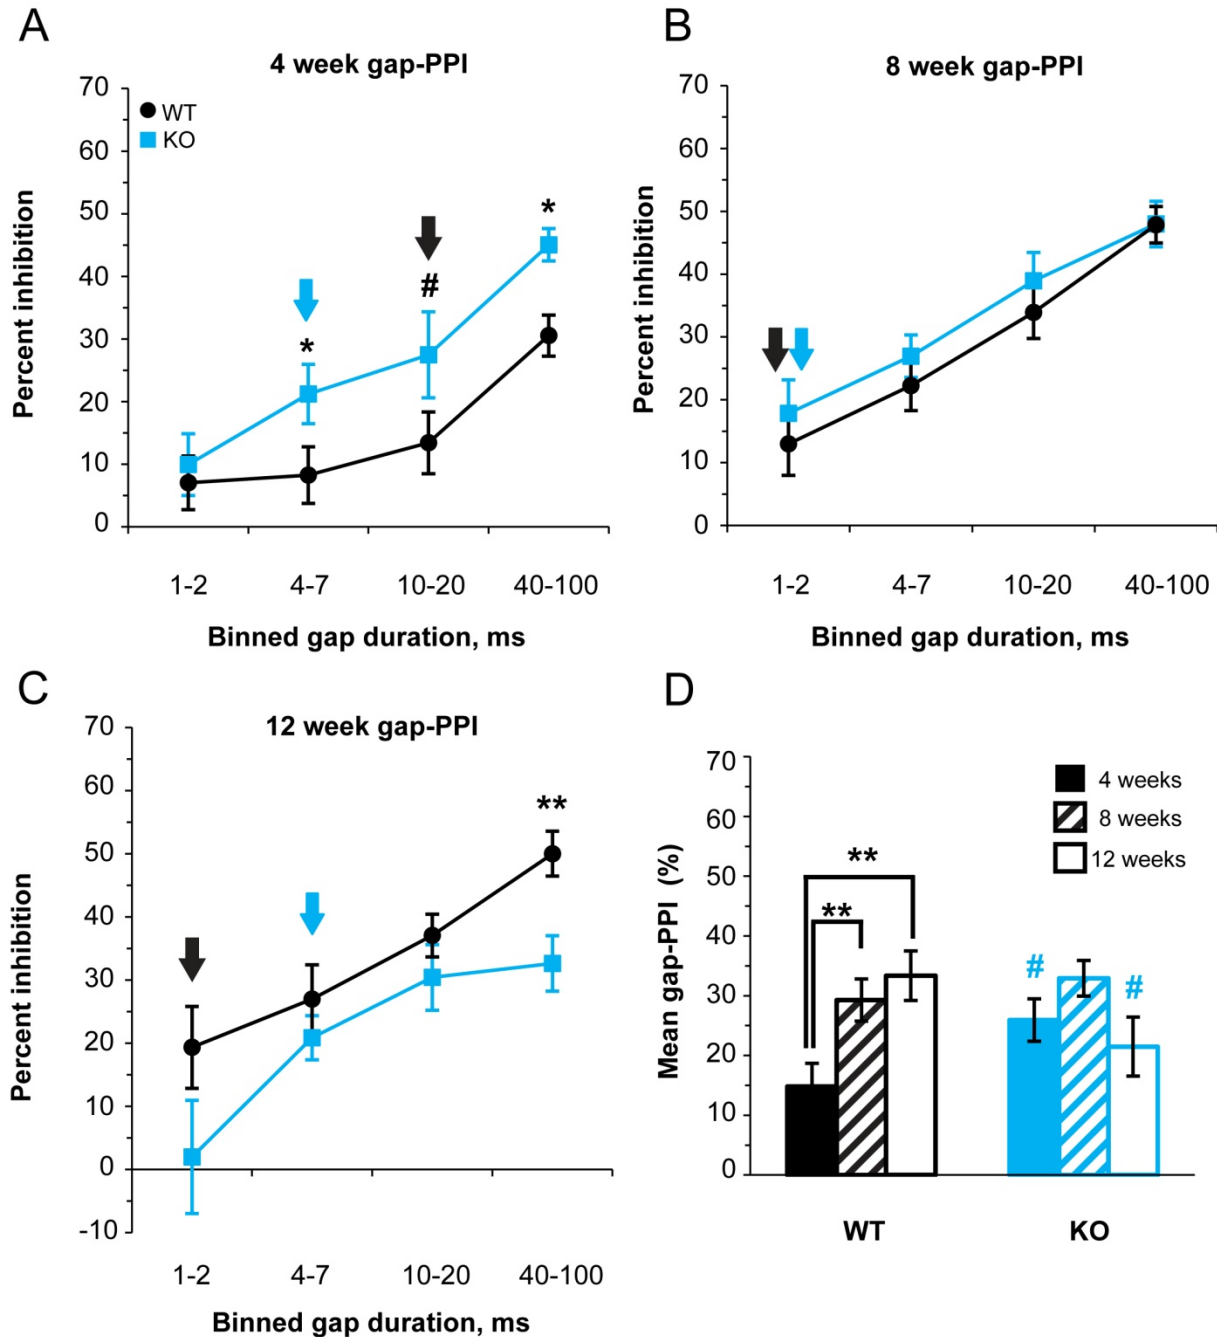 A
4 week gap-PPI
70
60
50
40
30
20
10
0
WT
KO
*
#
*
Percent inhibition
1-2 4-7 10-20 40-100
Binned gap duration, ms
B
8 week gap-PPI
70
60
50
40
30
20
10
0
Percent inhibition
1-2 4-7 10-20 40-100
Binned gap duration, ms
C
12 week gap-PPI
70
60
50
40
30
20
10
0
-10
**
Percent inhibition
1-2 4-7 10-20 40-100
Binned gap duration, ms
D
70
60
50
40
30
20
10
0
4 weeks
8 weeks
12 weeks
**
**
#
#
Mean gap-PPI (%)
WT KO